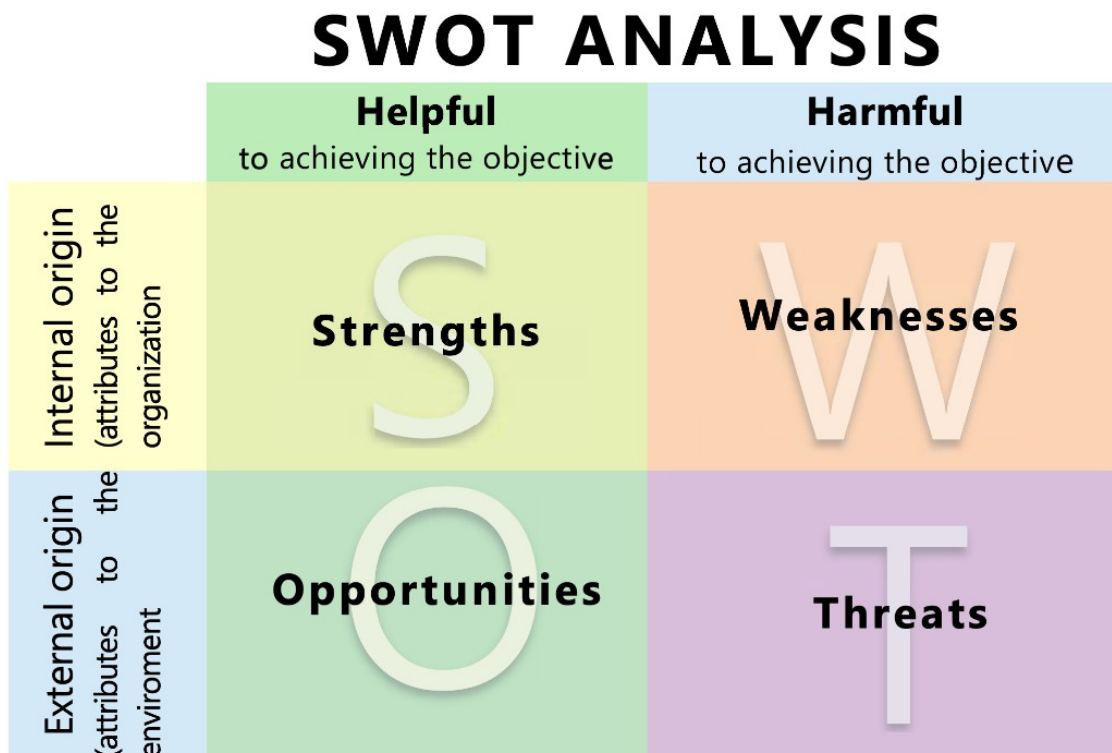 SWOT ANALYSIS
Helpful
to achieving the objective
Harmful
to achieving the objective
Internal origin
(attributes to the
organization
S
Strengths
W
Weaknesses
External origin
(attributes to the
enviroment
O
Opportunities
T
Threats